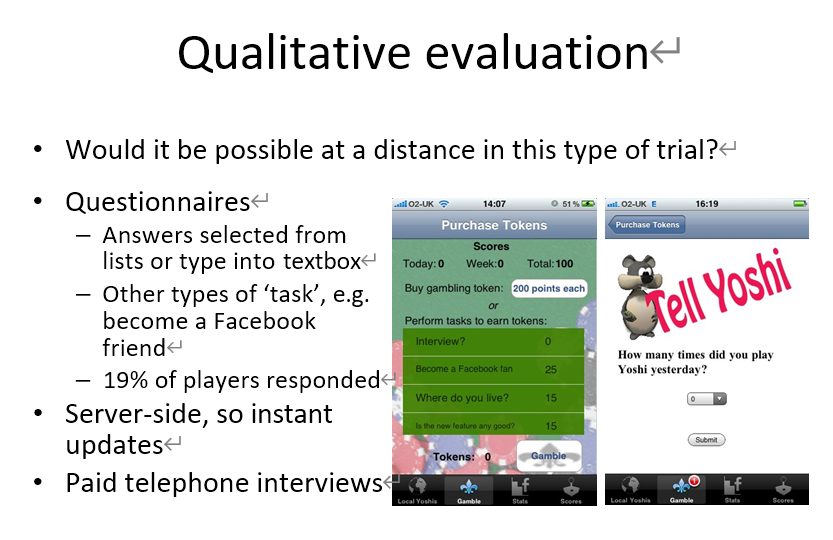 Qualitative evaluation
• Would it be possible at a distance in this type of trial?
• Questionnaires
– Answers selected from
lists or type into textbox
– Other types of ‘task’, e.g.
become a Facebook
friend
– 19% of players responded
• Server-side, so instant
updates
• Paid telephone interviews
O2-UK 14:07 51%
Purchase Tokens
Scores
Today: 0 Week: 0 Total: 100
Buy gambling token: 200 points each
or
Perform tasks to earn tokens:
Interview? 0
Become a Facebook fan 25
Where do you live? 15
Is the new feature any good? 15
Tokens: 0 Gamble
Local Yoshis Gamble Stats Scores
O2-UK E 16:19
Purchase Tokens
Tell Yoshi
How many times did you play
Yoshi yesterday?
0
Submit
1
Local Yoshis Gamble Stats Scores